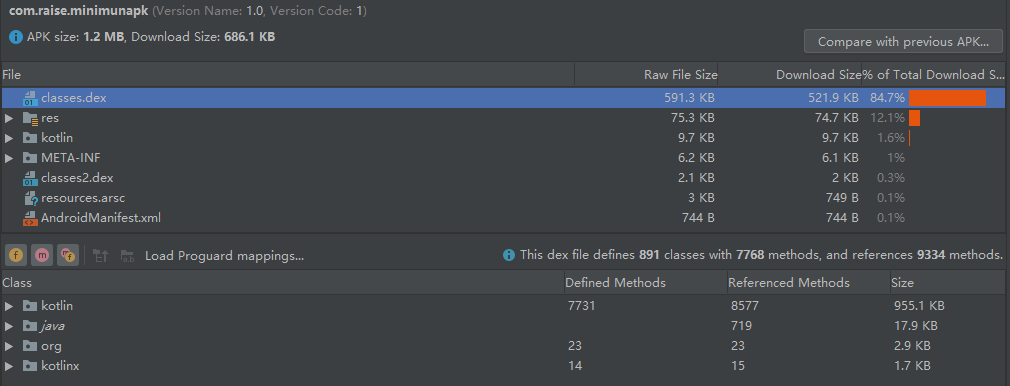 com.raise.minimunapk (Version Name: 1.0, Version Code: 1)
APK size: 1.2 MB, Download Size: 686.1 KB
Compare with previous APK...
File Raw File Size Download Size % of Total Download S...
classes.dex 591.3 KB 521.9 KB 84.7%
res 75.3 KB 74.7 KB 12.1%
kotlin 9.7 KB 9.7 KB 1.6%
META-INF 6.2 KB 6.1 KB 1%
classes2.dex 2.1 KB 2 KB 0.3%
resources.arsc 3 KB 749 B 0.1%
AndroidManifest.xml 744 B 744 B 0.1%
Load Proguard mappings... This dex file defines 891 classes with 7768 methods, and references 9334 methods.
Class Defined Methods Referenced Methods Size
kotlin 7731 8577 955.1 KB
java 719 17.9 KB
org 23 23 2.9 KB
kotlinx 14 15 1.7 KB